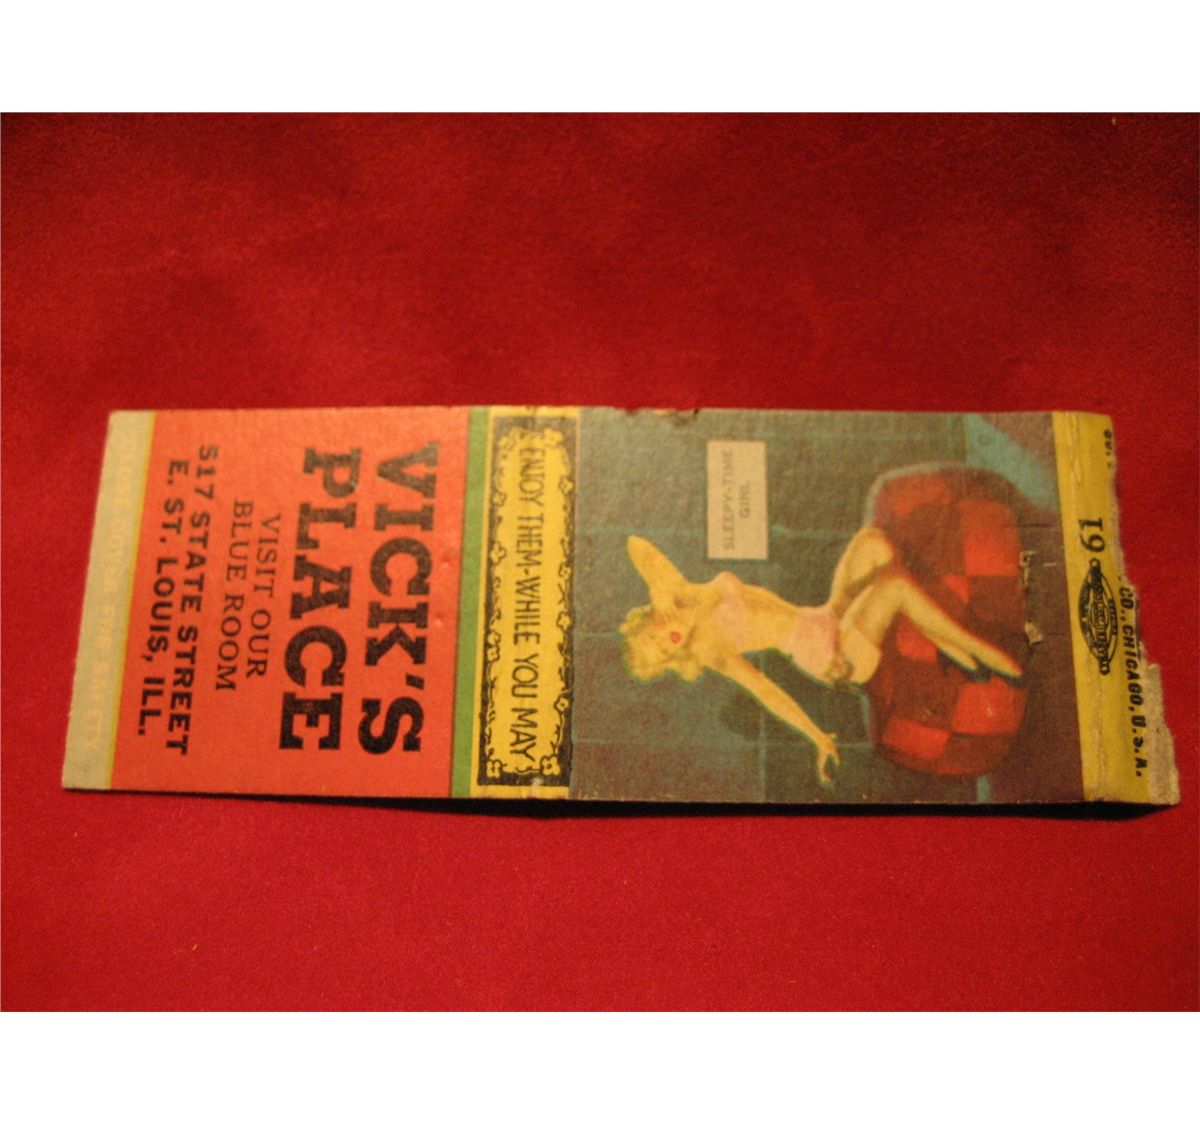 VICK'S
PLACE
VISIT OUR
BLUE ROOM
517 STATE STREET
E. ST. LOUIS, ILL.
CLOSE COVER FOR SAFETY
ENJOY THEM-WHILE YOU MAY
SLEEPY-TIME
GIRL
19
CO., CHICAGO, U.S.A.